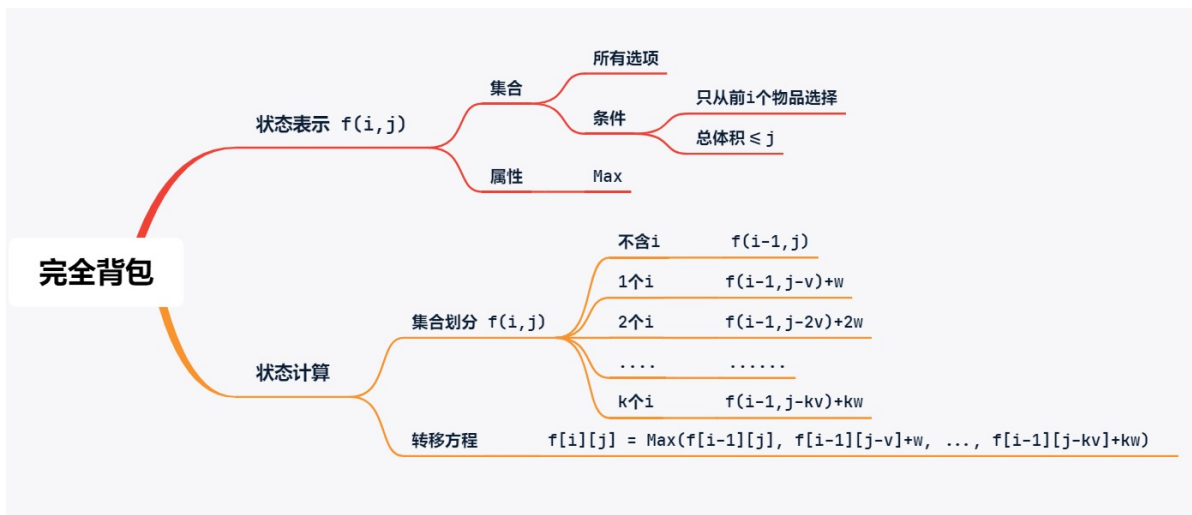 完全背包
状态表示 f(i,j)
集合
所有选项
条件
只从前i个物品选择
总体积≤j
属性 Max
状态计算
集合划分 f(i,j)
不含i f(i-1,j)
1个i f(i-1,j-v)+w
2个i f(i-1,j-2v)+2w
.... ......
k个i f(i-1,j-kv)+kw
转移方程 f[i][j] = Max(f[i-1][j], f[i-1][j-v]+w, ..., f[i-1][j-kv]+kw)